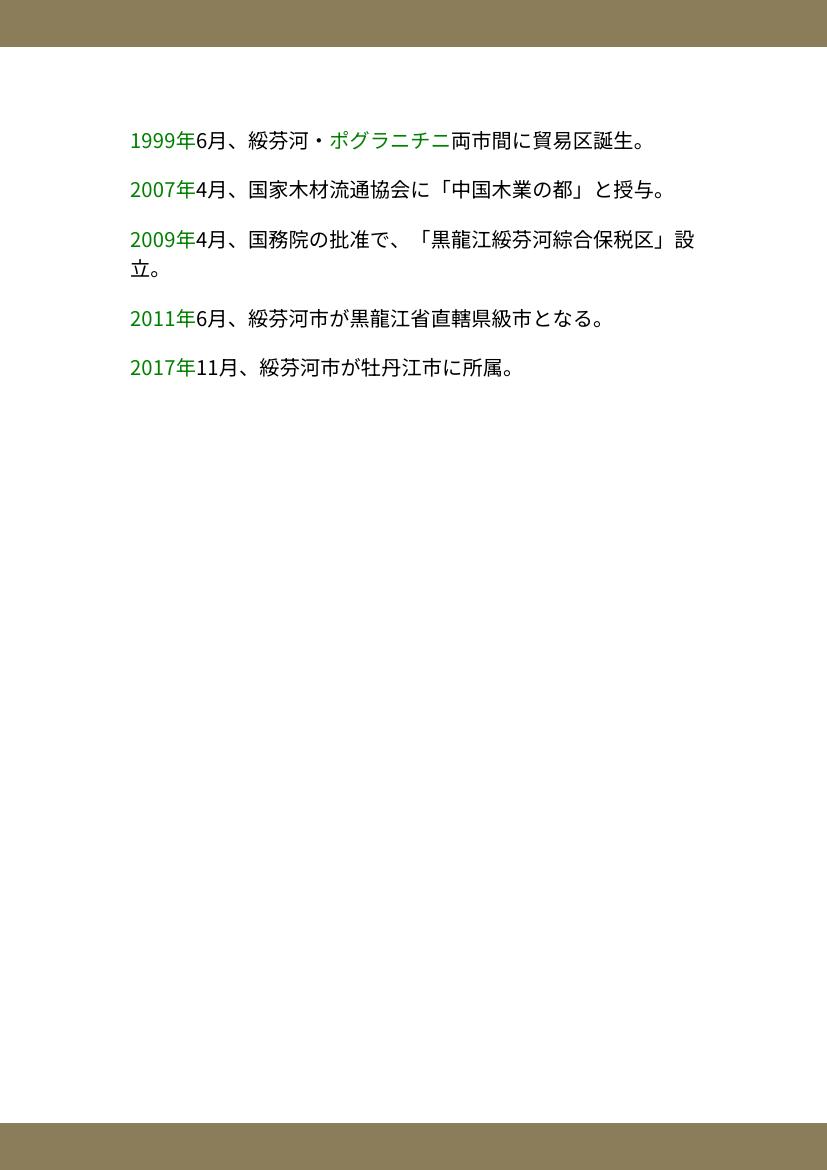 1999年6月、綏芬河・ポグラニチニ両市間に貿易区誕生。
2007年4月、国家木材流通協会に「中国木業の都」と授与。
2009年4月、国務院の批准で、「黒龍江綏芬河綜合保税区」設
立。
2011年6月、綏芬河市が黒龍江省直轄県級市となる。
2017年11月、綏芬河市が牡丹江市に所属。